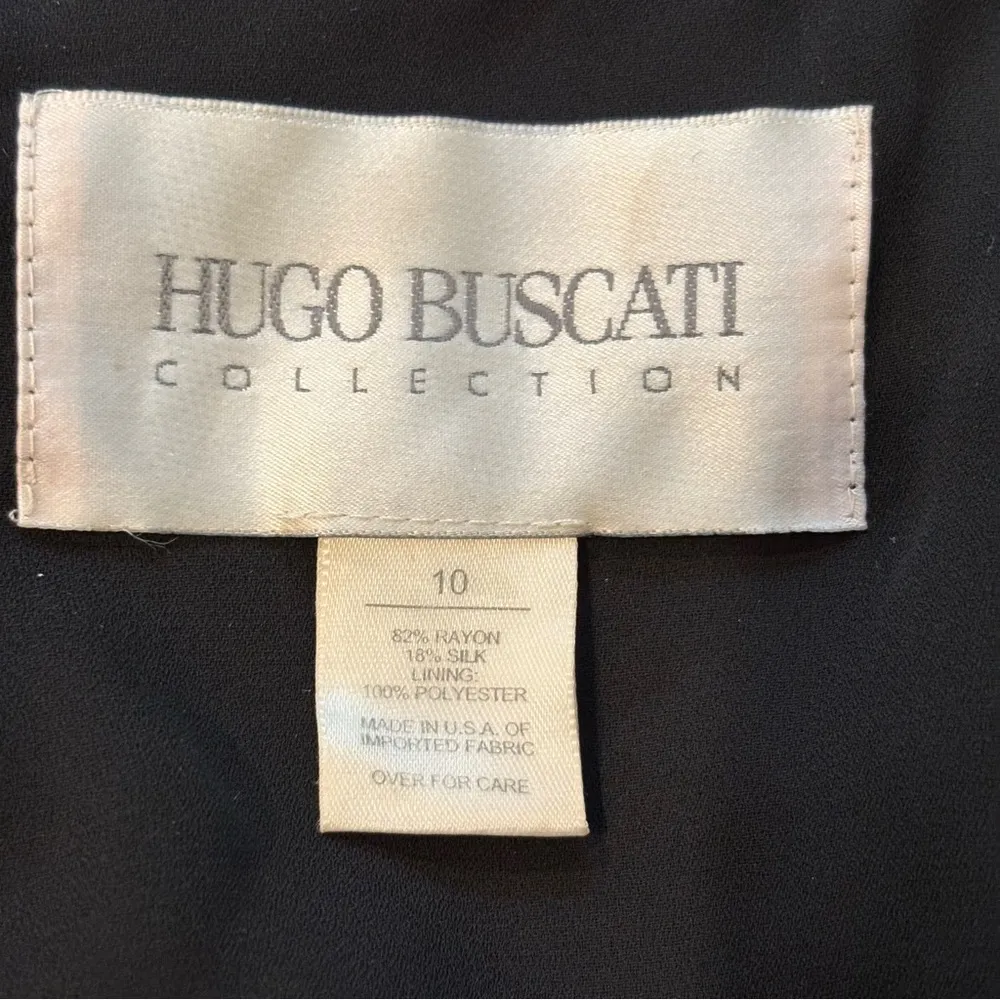 HUGO BUSCATI
COLLECTION
10
82% RAYON
18% SILK
LINING:
100% POLYESTER
MADE IN U.S.A. OF
IMPORTED FABRIC
OVER FOR CARE